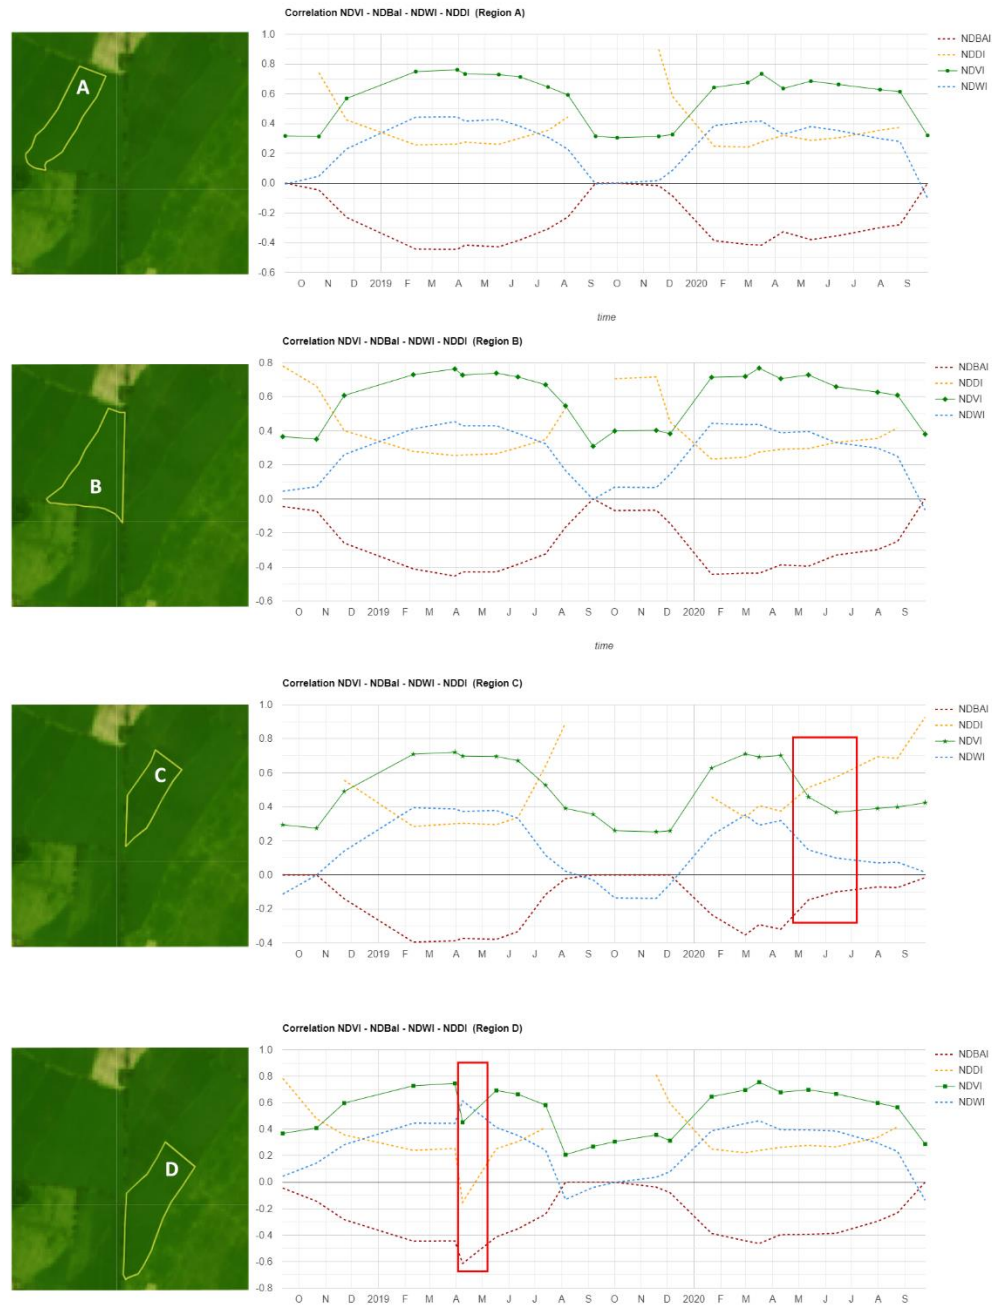 Correlation NDVI - NDBaI - NDWI - NDDI (Region A)
A
1.0
0.8
0.6
0.4
0.2
0.0
-0.2
-0.4
-0.6
O N D 2019 F M A M J J A S O N D 2020 F M A M J J A S
time
NDBAI
NDDI
NDVI
NDWI
Correlation NDVI - NDBaI - NDWI - NDDI (Region B)
B
0.8
0.6
0.4
0.2
0.0
-0.2
-0.4
-0.6
O N D 2019 F M A M J J A S O N D 2020 F M A M J J A S
time
NDBAI
NDDI
NDVI
NDWI
Correlation NDVI - NDBaI - NDWI - NDDI (Region C)
C
1.0
0.8
0.6
0.4
0.2
0.0
-0.2
-0.4
O N D 2019 F M A M J J A S O N D 2020 F M A M J J A S
NDBAI
NDDI
NDVI
NDWI
Correlation NDVI - NDBaI - NDWI - NDDI (Region D)
D
1.0
0.8
0.6
0.4
0.2
0.0
-0.2
-0.4
-0.6
-0.8
O N D 2019 F M A M J J A S O N D 2020 F M A M J J A S
NDBAI
NDDI
NDVI
NDWI